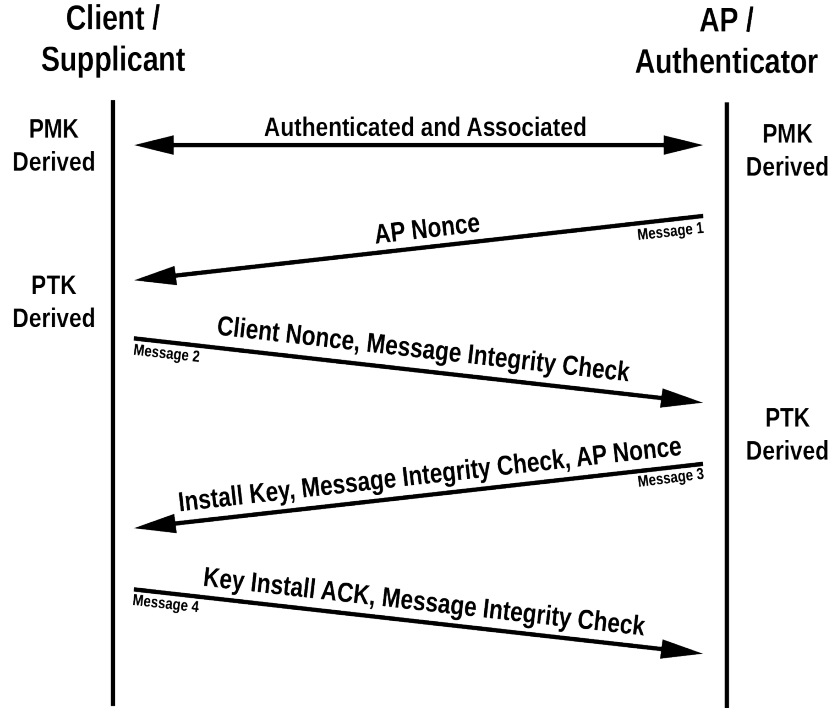 Client /
Supplicant
AP /
Authenticator
PMK
Derived
Authenticated and Associated
PMK
Derived
AP Nonce
Message 1
PTK
Derived
Client Nonce, Message Integrity Check
Message 2
PTK
Derived
Install Key, Message Integrity Check, AP Nonce
Message 3
Key Install ACK, Message Integrity Check
Message 4